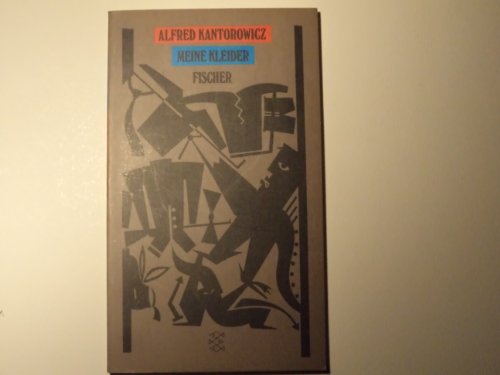 ALFRED KANTOROWICZ
MEINE KLEIDER
FISCHER